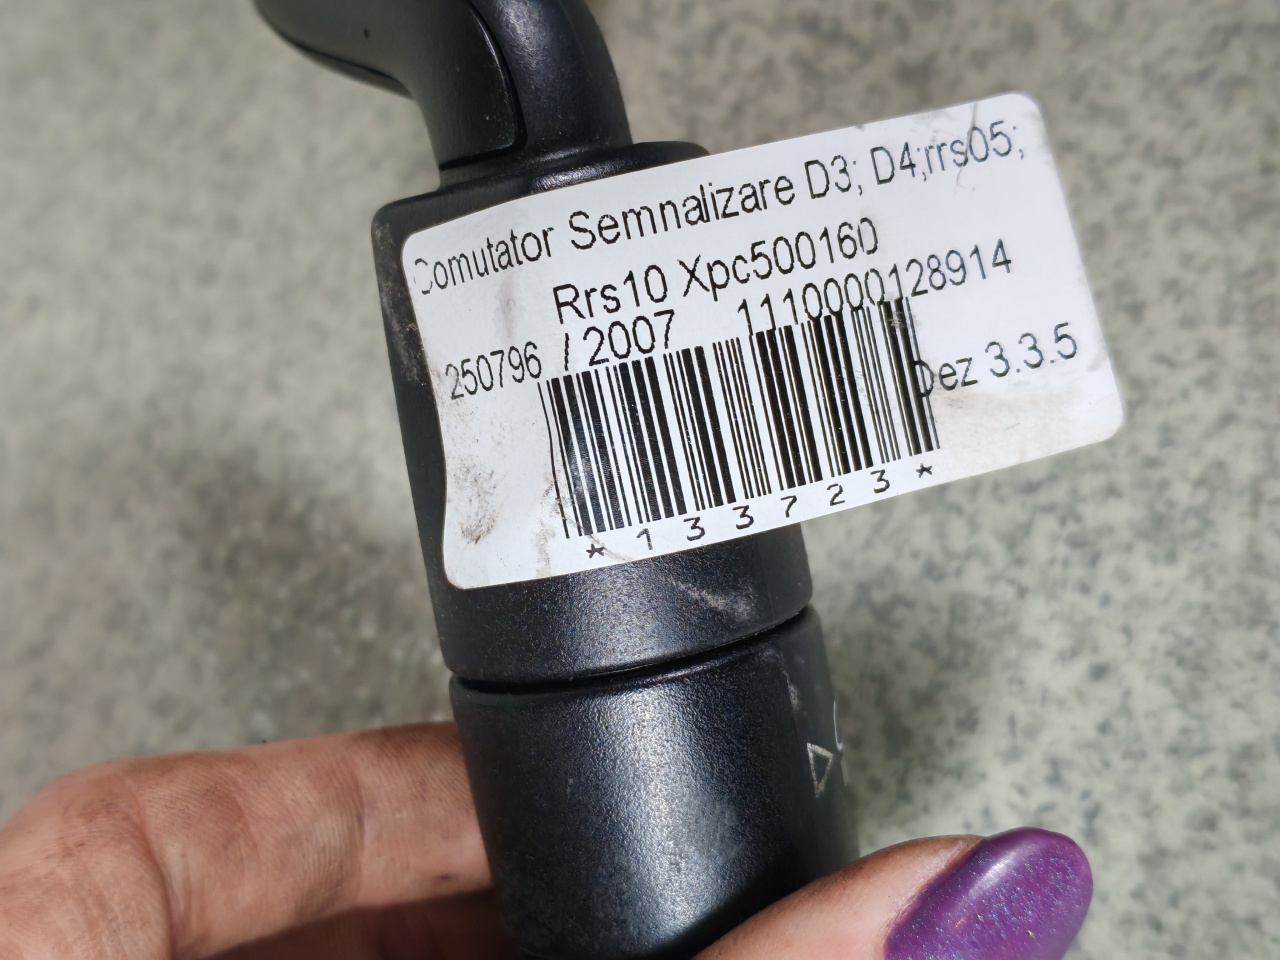 Comutator Semnalizare D3; D4;rrs05;
Rrs10 Xpc500160
250796 / 2007 1110000128914
Dez 3.3.5
*133723*